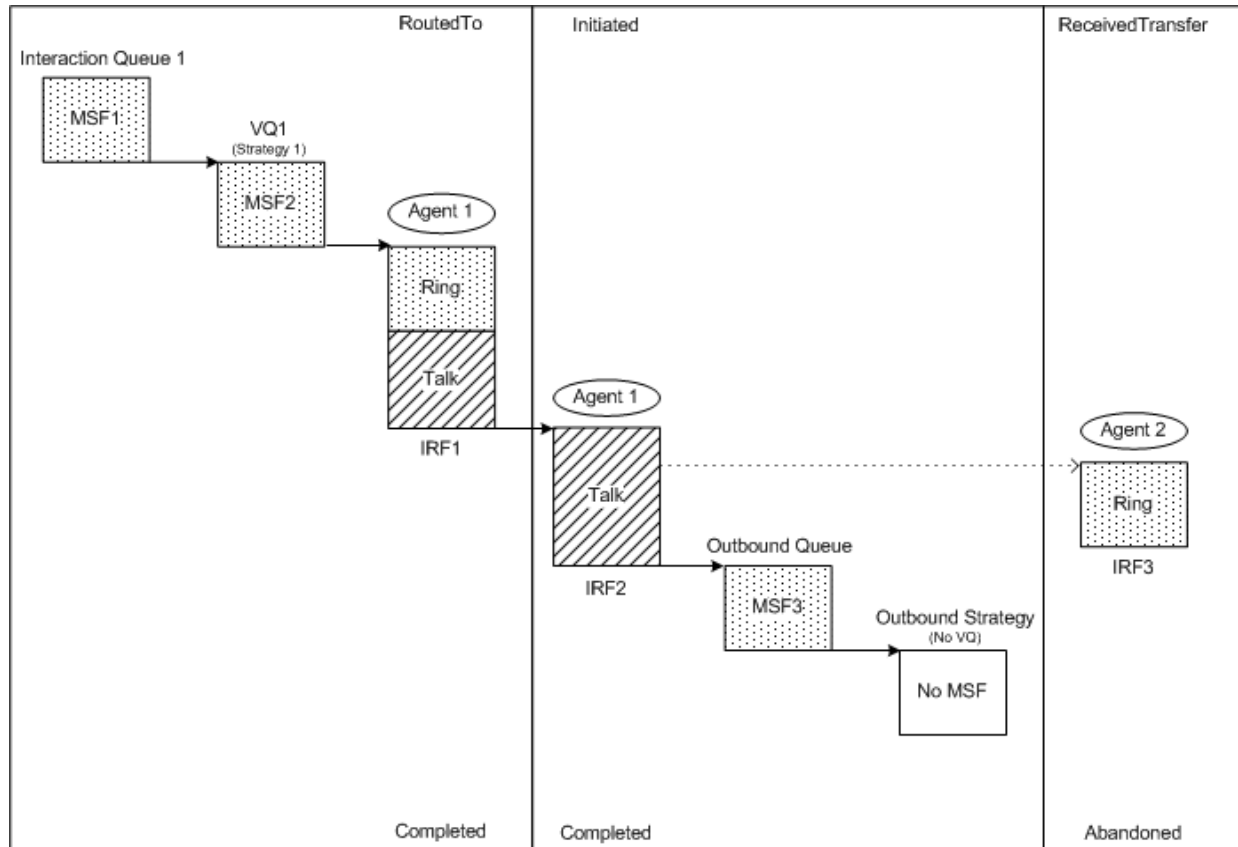 RoutedTo
Initiated
ReceivedTransfer
Interaction Queue 1
MSF1
VQ1
(Strategy 1)
MSF2
Agent 1
Ring
Talk
IRF1
Agent 1
Talk
IRF2
Agent 2
Ring
IRF3
Outbound Queue
MSF3
Outbound Strategy
(No VQ)
No MSF
Completed
Completed
Abandoned